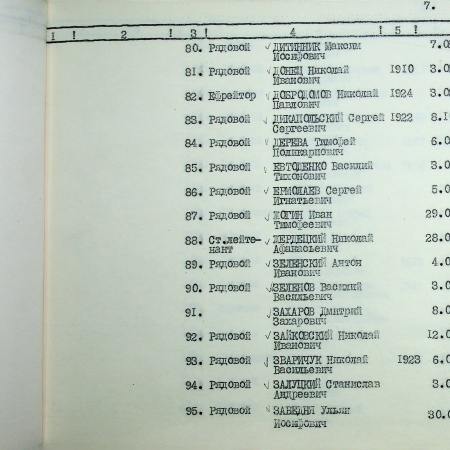 7.
1 ! 2 ! 3 ! 4 ! 5 !
80. Рядовой ДИТИННИК Максим 7.0
Иосифович
81. Рядовой ДОНЕЦ Николай 1910 3.0
Иванович
82. Ефрейтор ДОБРОДОМОВ Николай 1924 3.0
Павлович
83. Рядовой ДИКАПОЛЬСКИЙ Сергей 1922 8.1
Сергеевич
84. Рядовой ДЕРЕВА Тимофей 6.0
Поликарпович
85. Рядовой ЕВТОДЕНКО Василий 3.0
Тихонович
86. Рядовой ЕРМОЛАЕВ Сергей 5.0
Игнатьевич
87. Рядовой ЖОГИН Иван 29.0
Тимофеевич
88. Ст.лейте- ЖЕРДЕЦКИЙ Николай 28.0
нант Афанасьевич
89. Рядовой ЗЕЛЕНСКИЙ Антон 4.0
Иванович
90. Рядовой ЗЕЛЕНОВ Василий 3.0
Васильевич
91. ЗАХАРОВ Дмитрий 8.0
Захарович
92. Рядовой ЗАЙКОВСКИЙ Николай 12.0
Иванович
93. Рядовой ЗВАРИЧУК Николай 1923 6.0
Васильевич
94. Рядовой ЗАЛУЦКИЙ Станислав 3.0
Андреевич
95. Рядовой ЗАВЕДИЯ Ульян 30.0
Иосифович